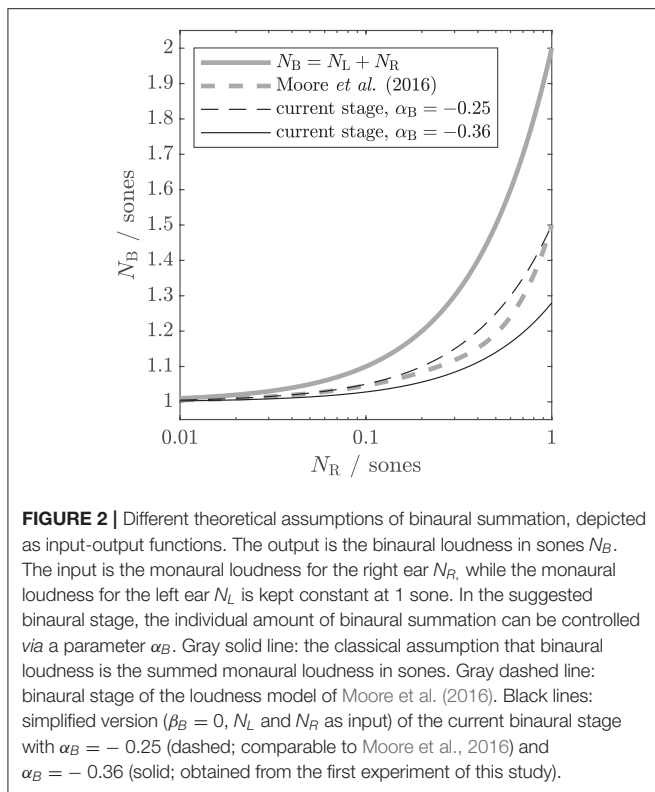 2
1.9
1.8
1.7
1.6
1.5
1.4
1.3
1.2
1.1
1
N_B / sones
N_B = N_L + N_R
Moore et al. (2016)
current stage, α_B = −0.25
current stage, α_B = −0.36
0.01 0.1 1
N_R / sones
FIGURE 2 | Different theoretical assumptions of binaural summation, depicted
as input-output functions. The output is the binaural loudness in sones N_B.
The input is the monaural loudness for the right ear N_R, while the monaural
loudness for the left ear N_L is kept constant at 1 sone. In the suggested
binaural stage, the individual amount of binaural summation can be controlled
via a parameter α_B. Gray solid line: the classical assumption that binaural
loudness is the summed monaural loudness in sones. Gray dashed line:
binaural stage of the loudness model of Moore et al. (2016). Black lines:
simplified version (β_B = 0, N_L and N_R as input) of the current binaural stage
with α_B = − 0.25 (dashed; comparable to Moore et al., 2016) and
α_B = − 0.36 (solid; obtained from the first experiment of this study).